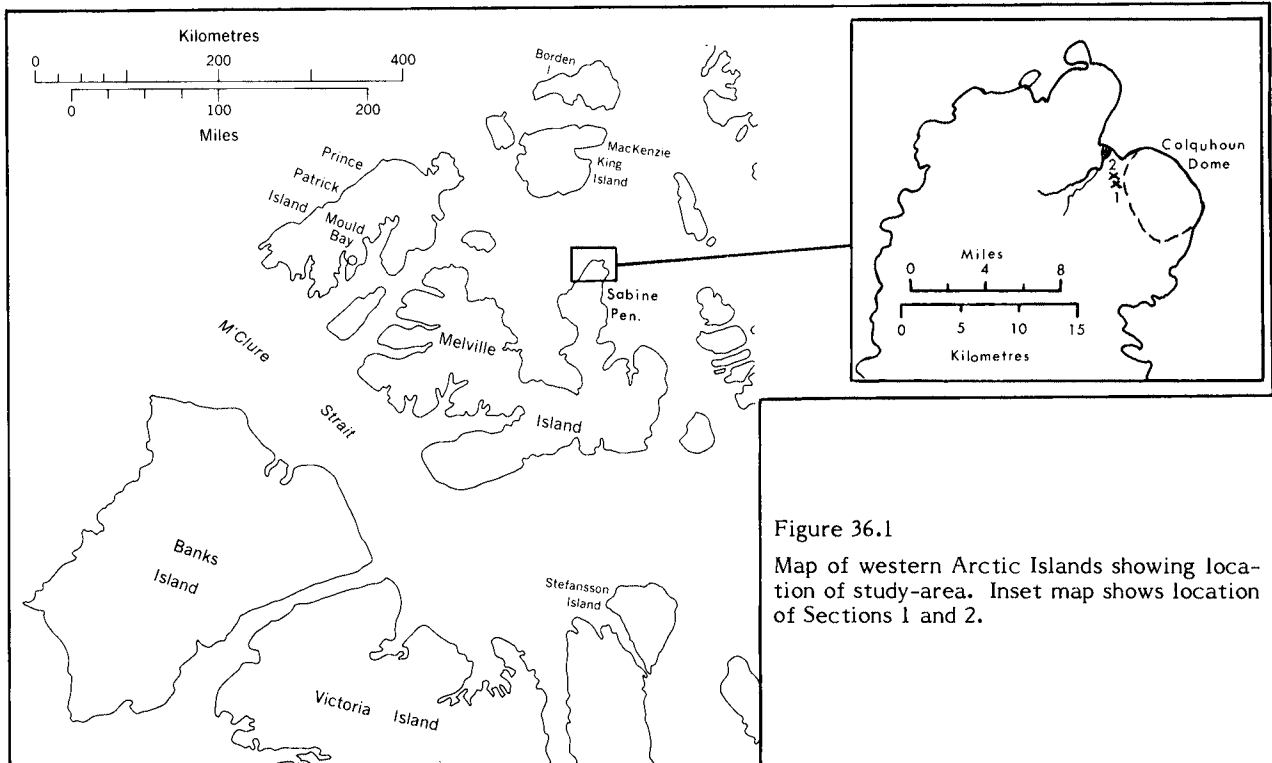 Kilometres
0 200 400
0 100 200
Miles
Borden
MacKenzie
King
Island
Prince
Patrick
Island
Mould
Bay
Sabine
Pen.
M'Clure
Strait
Melville
Island
Banks
Island
Stefansson
Island
Victoria Island
Colquhoun
Dome
2
1
Miles
0 4 8
0 5 10 15
Kilometres
Figure 36.1
Map of western Arctic Islands showing loca-
tion of study-area. Inset map shows location
of Sections 1 and 2.